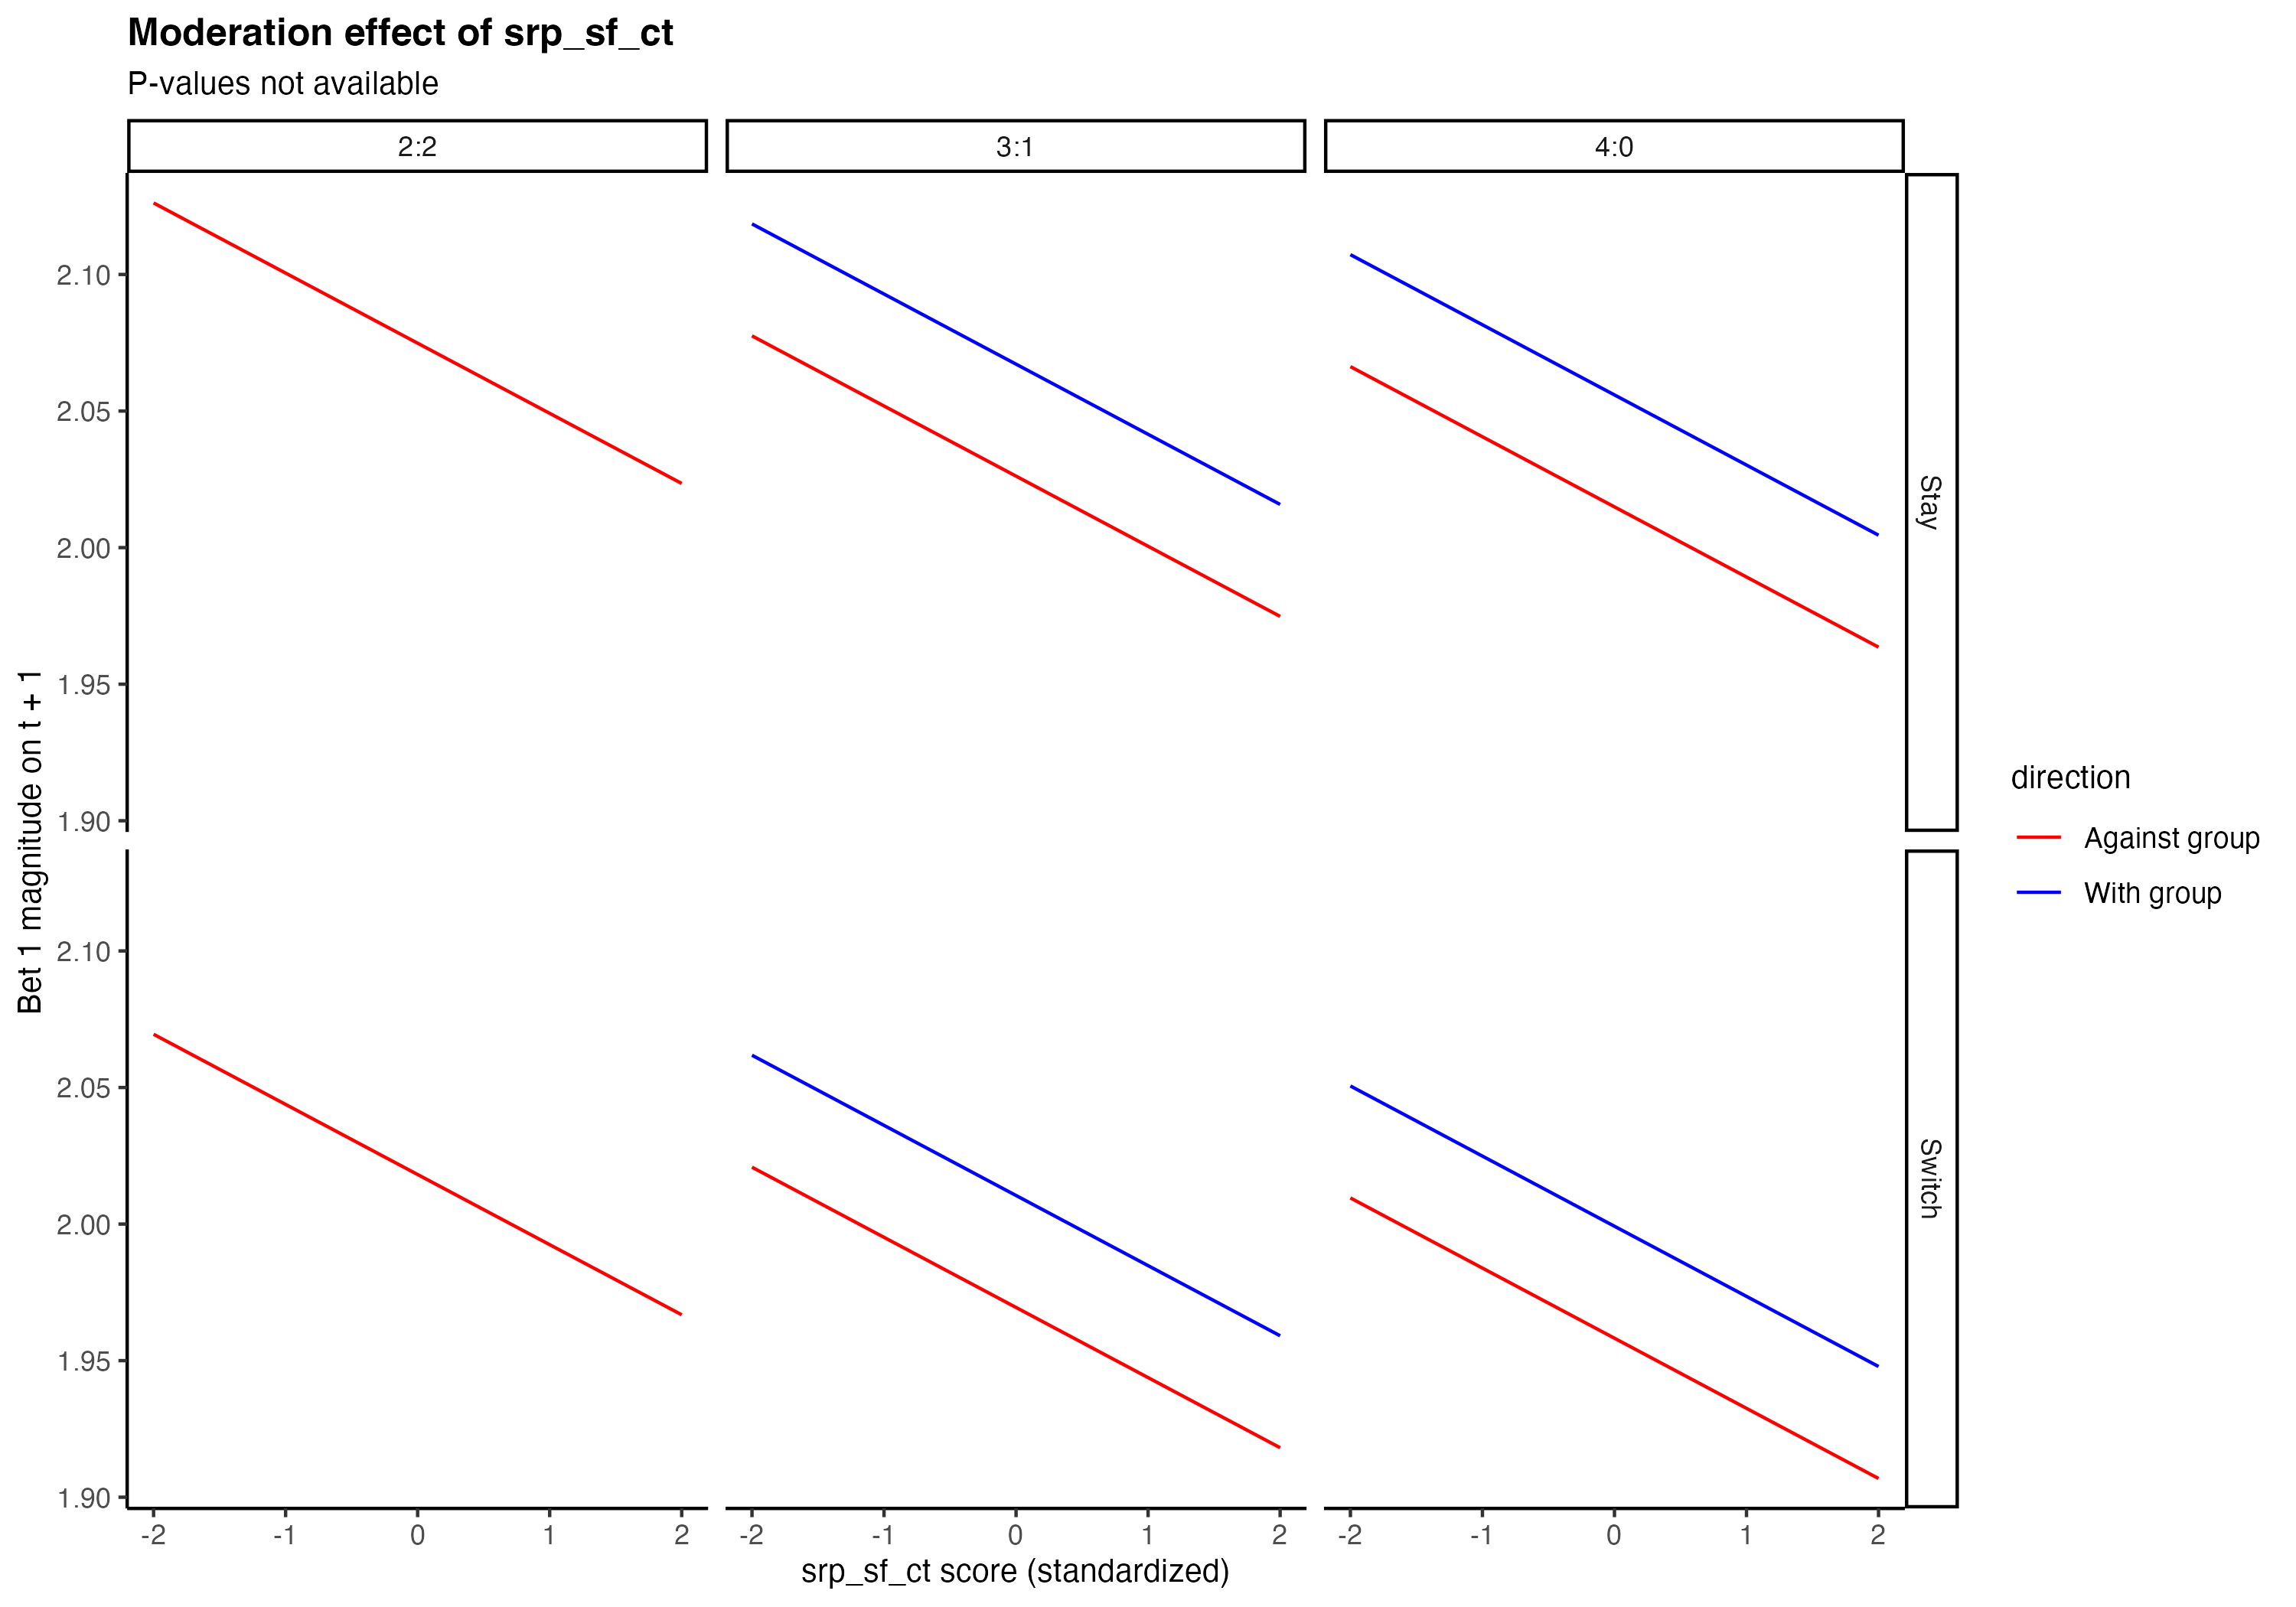 Moderation effect of srp_sf_ct
P-values not available
2:2 3:1 4:0
2.10
2.05
2.00
1.95
1.90
Stay
2.10
2.05
2.00
1.95
1.90
Switch
Bet 1 magnitude on t + 1
-2 -1 0 1 2 -2 -1 0 1 2 -2 -1 0 1 2
srp_sf_ct score (standardized)
direction
Against group
With group